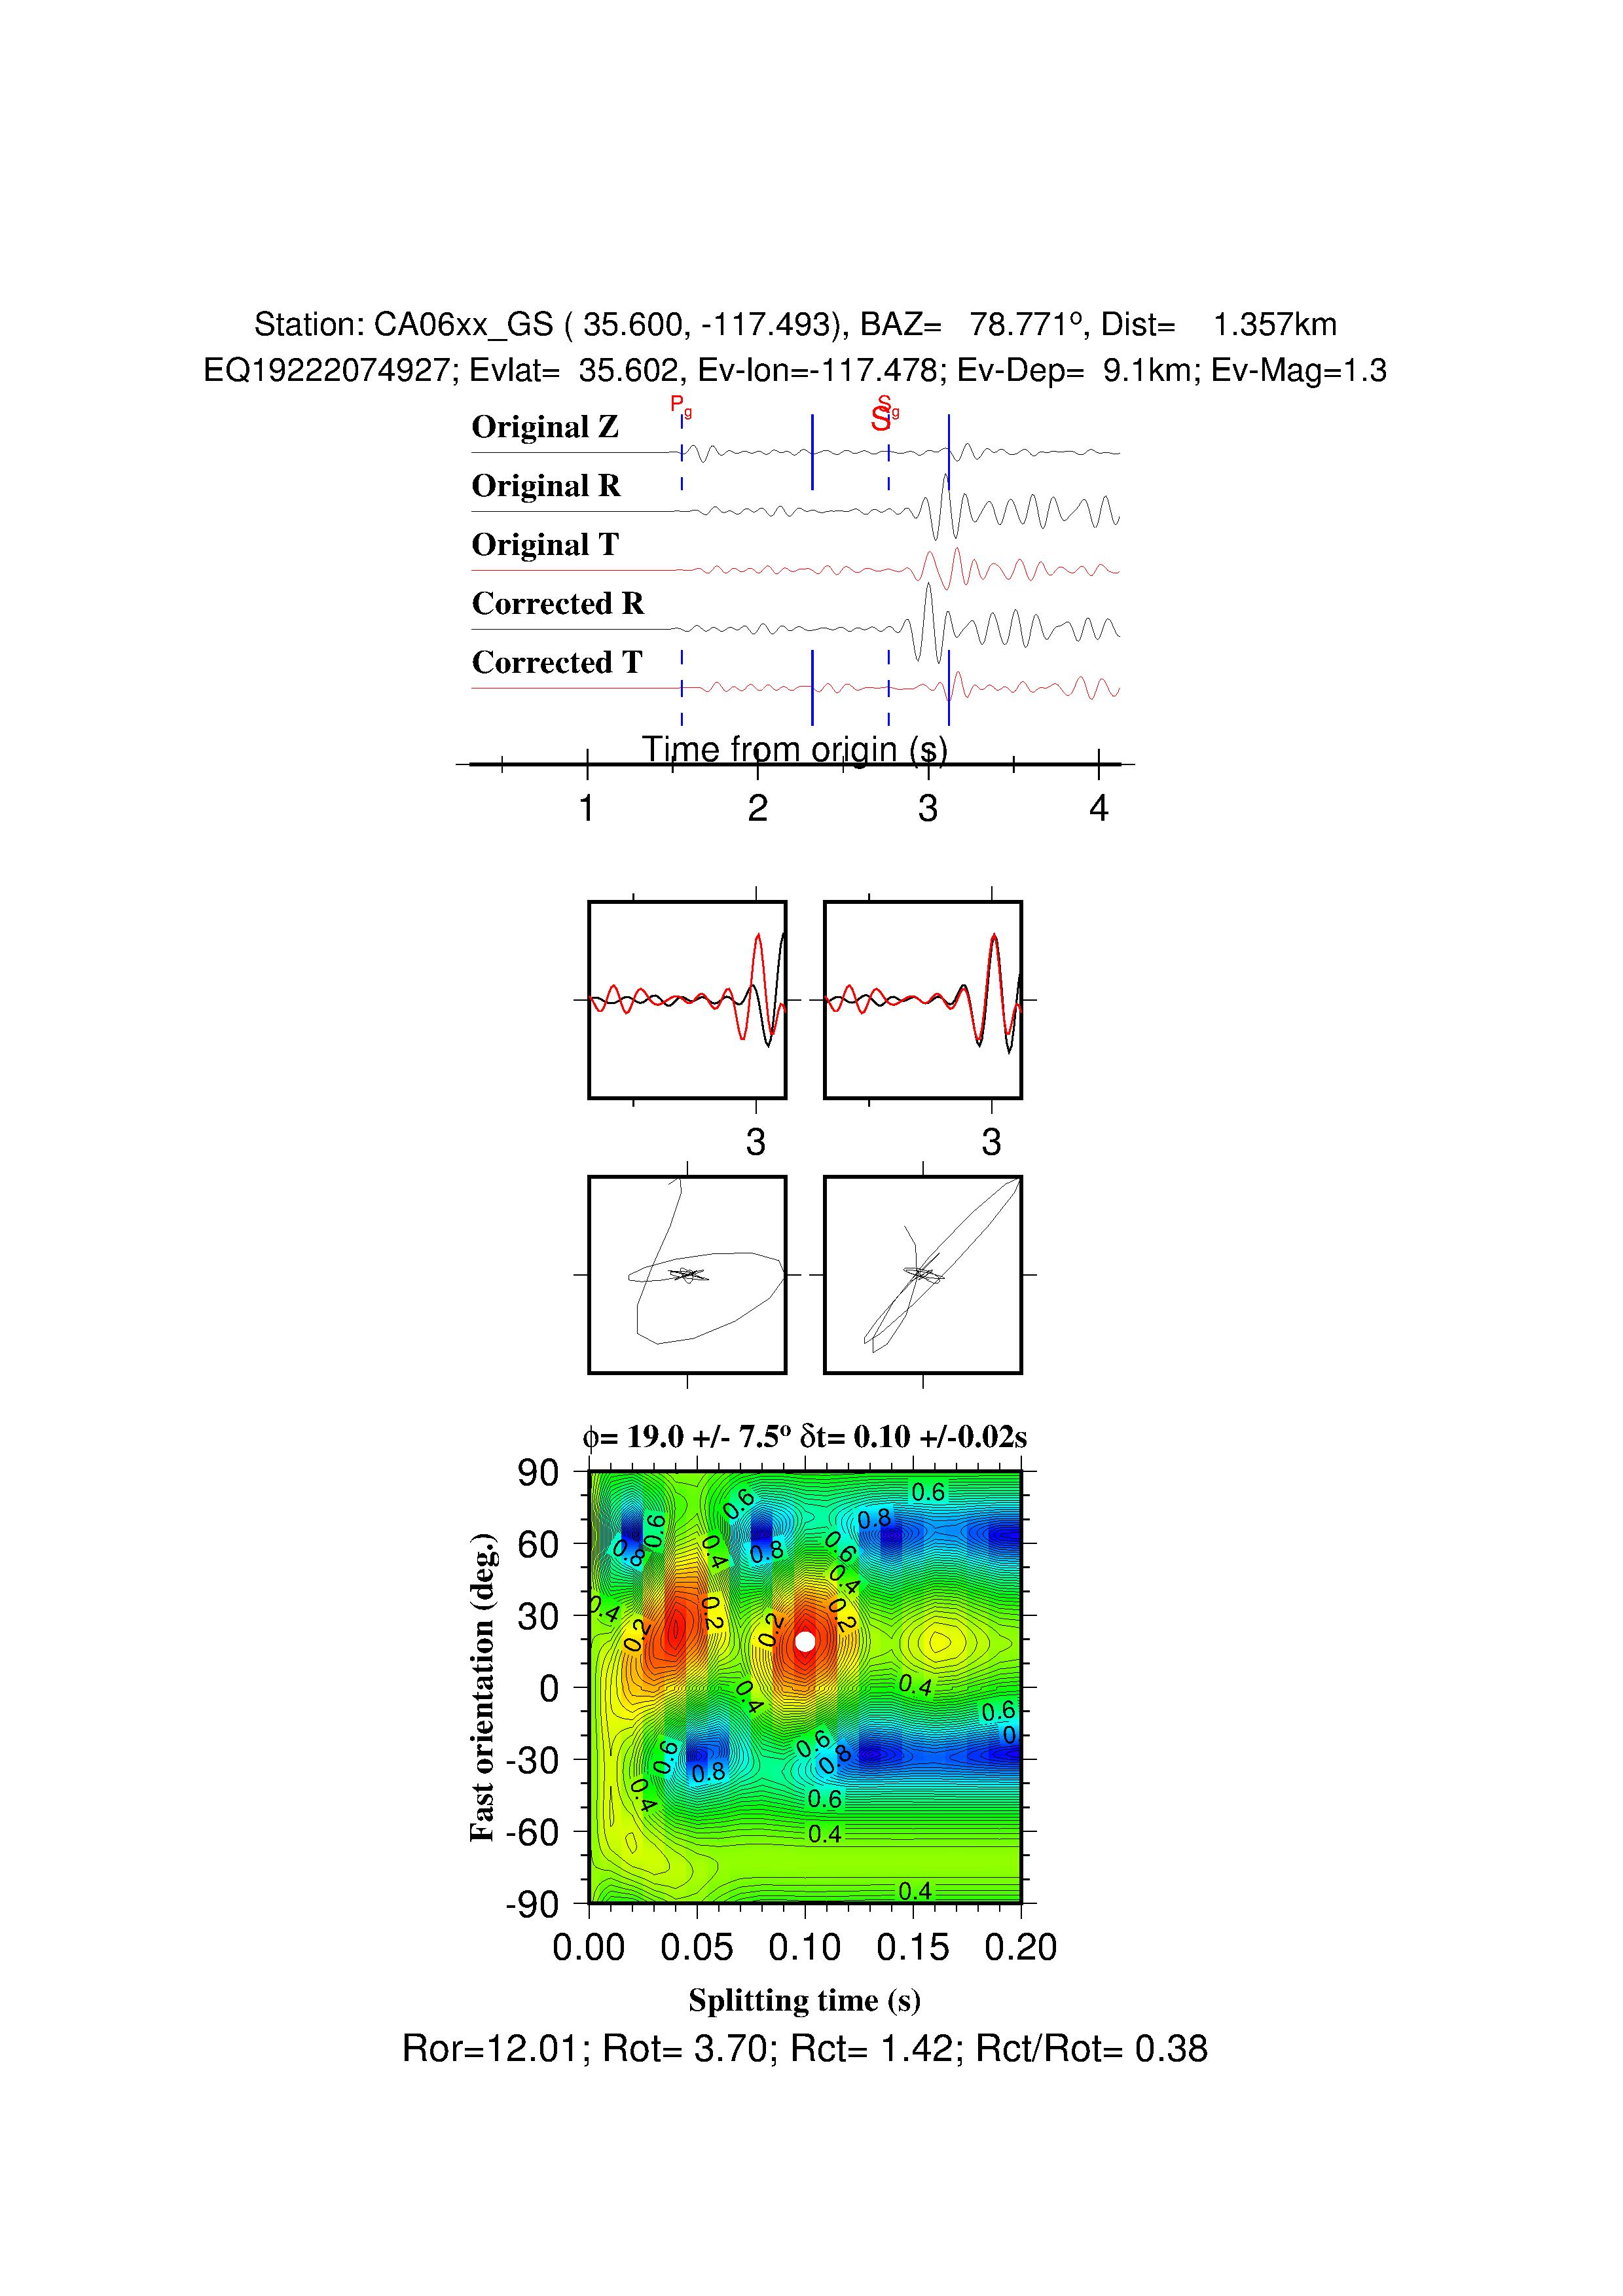 Station: CA06xx_GS ( 35.600, -117.493), BAZ= 78.771º, Dist= 1.357km
EQ19222074927; Evlat= 35.602, Ev-lon=-117.478; Ev-Dep= 9.1km; Ev-Mag=1.3
Pg Sg
S
Original Z
Original R
Original T
Corrected R
Corrected T
Time from origin (s)
1 2 3 4
3 3
ϕ= 19.0 +/- 7.5º δt= 0.10 +/-0.02s
90
60
30
0
-30
-60
-90
Fast orientation (deg.)
0.6
0.6
0.8
0.6
0.8
0.4
0.8
0.6
0.4
0.4
0.2
0.2
0.2
0.2
0.4
0.4
0.6
0
0.6
0.6
0.8
0.8
0.4
0.6
0.4
0.4
0.00 0.05 0.10 0.15 0.20
Splitting time (s)
Ror=12.01; Rot= 3.70; Rct= 1.42; Rct/Rot= 0.38